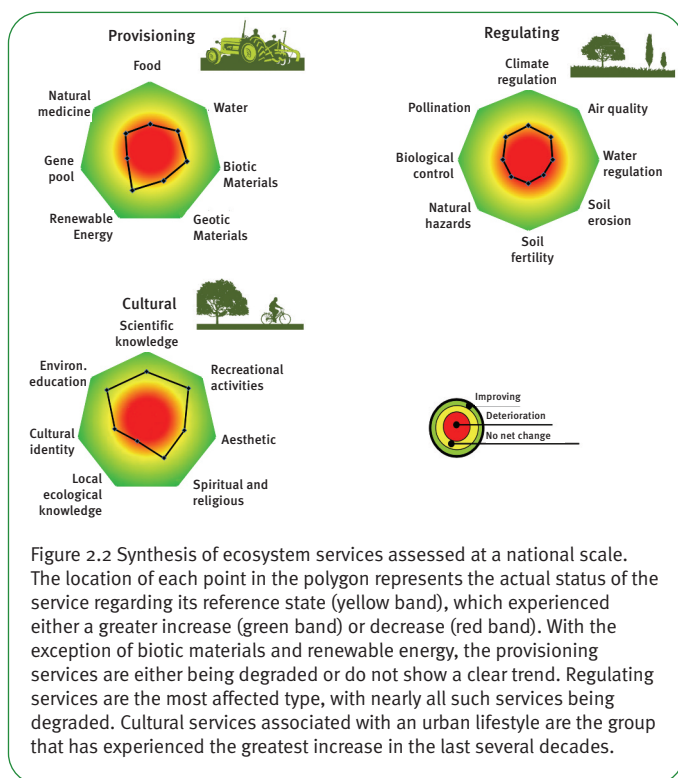 Provisioning
Food
Natural
medicine
Water
Gene
pool
Biotic
Materials
Renewable
Energy
Geotic
Materials
Regulating
Climate
regulation
Pollination
Air quality
Biological
control
Water
regulation
Natural
hazards
Soil
erosion
Soil
fertility
Cultural
Scientific
knowledge
Environ.
education
Recreational
activities
Cultural
identity
Aesthetic
Local
ecological
knowledge
Spiritual and
religious
Improving
Deterioration
No net change
Figure 2.2 Synthesis of ecosystem services assessed at a national scale.
The location of each point in the polygon represents the actual status of the
service regarding its reference state (yellow band), which experienced
either a greater increase (green band) or decrease (red band). With the
exception of biotic materials and renewable energy, the provisioning
services are either being degraded or do not show a clear trend. Regulating
services are the most affected type, with nearly all such services being
degraded. Cultural services associated with an urban lifestyle are the group
that has experienced the greatest increase in the last several decades.